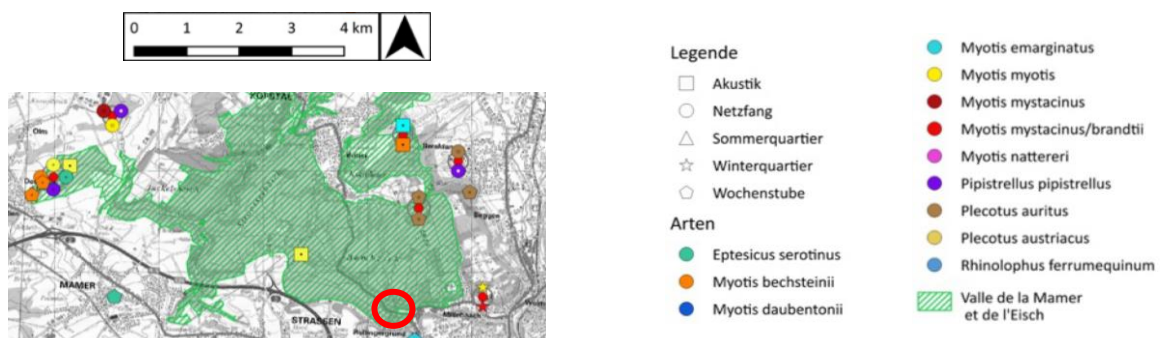 0 1 2 3 4 km
KOPSTAL
MAMER
STRASSEN
Legende
Akustik
Netzfang
Sommerquartier
Winterquartier
Wochenstube
Arten
Eptesicus serotinus
Myotis bechsteinii
Myotis daubentonii
Myotis emarginatus
Myotis myotis
Myotis mystacinus
Myotis mystacinus/brandtii
Myotis nattereri
Pipistrellus pipistrellus
Plecotus auritus
Plecotus austriacus
Rhinolophus ferrumequinum
Valle de la Mamer
et de l'Eisch